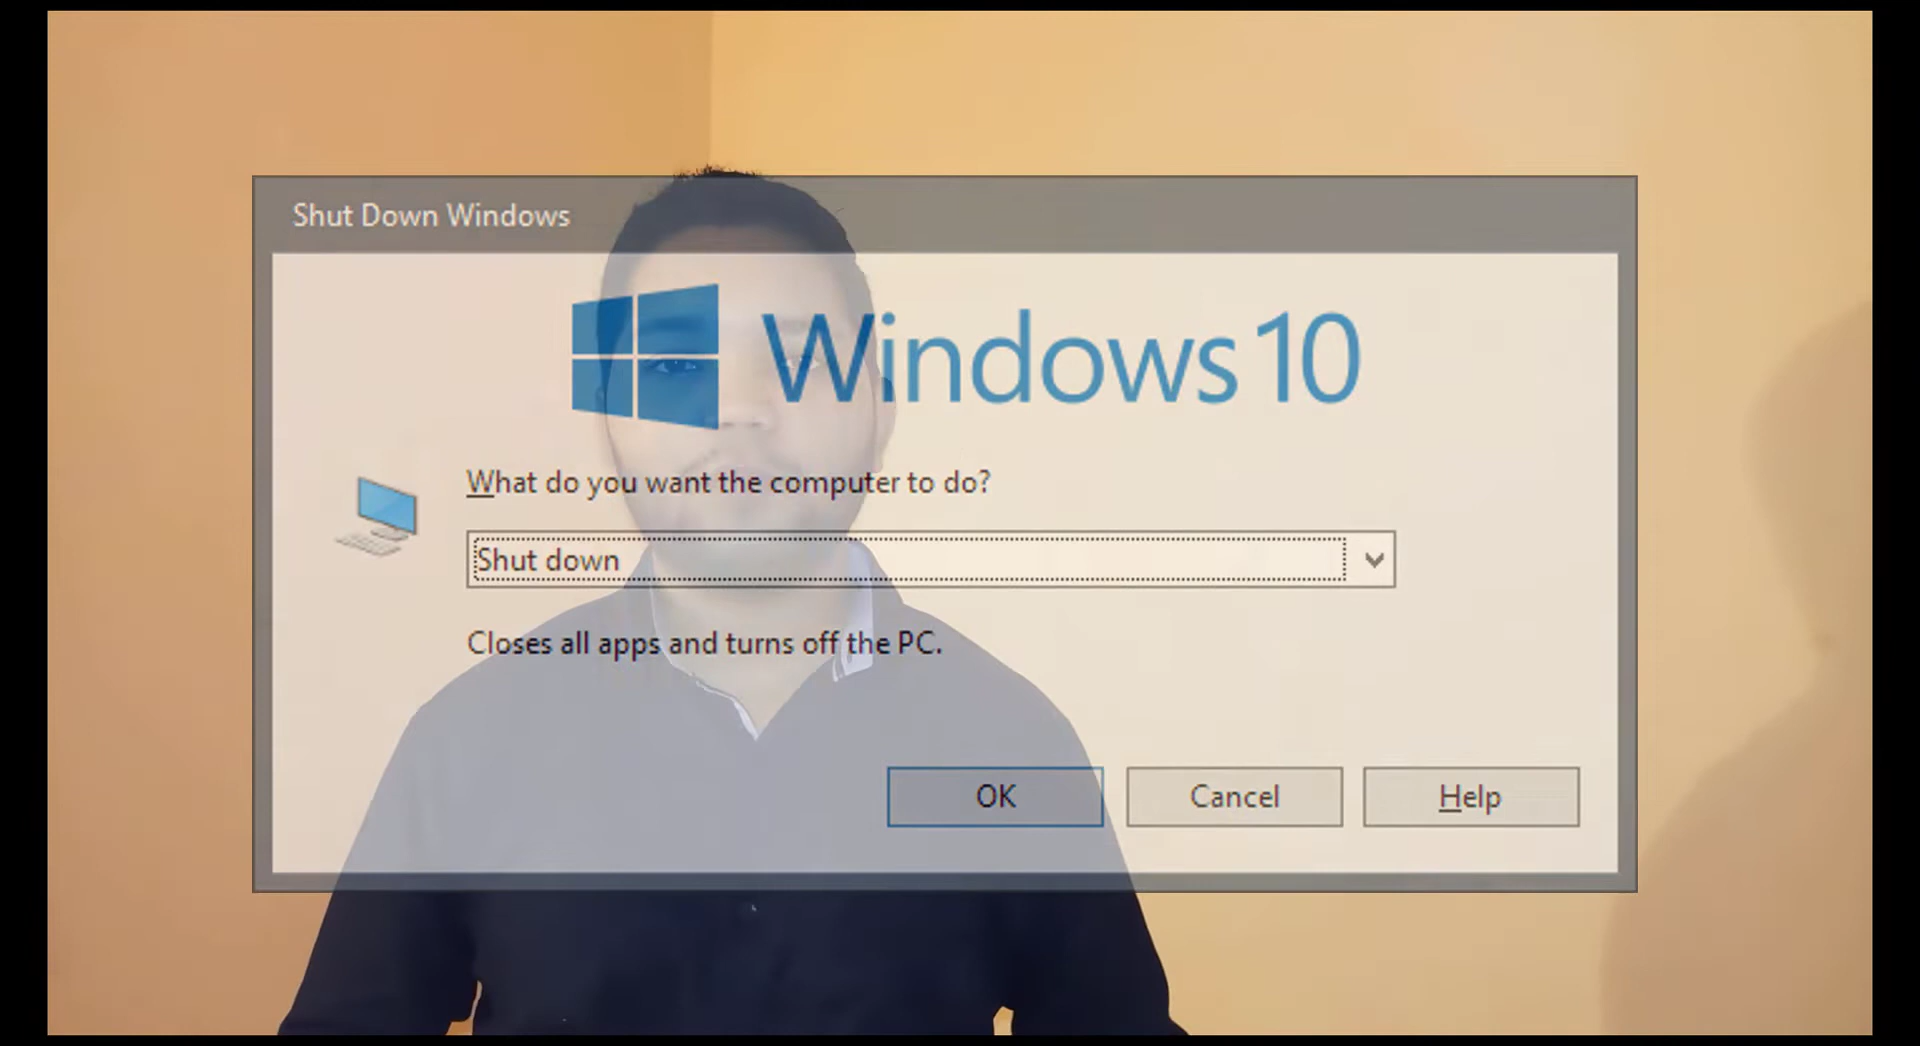 Shut Down Windows
Windows 10
What do you want the computer to do?
Shut down
Closes all apps and turns off the PC.
OK Cancel Help